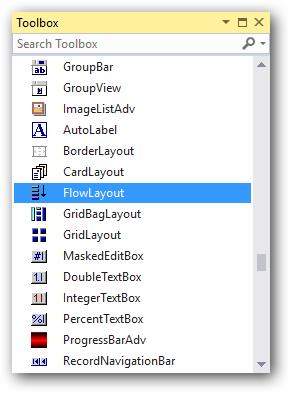 Toolbox
Search Toolbox
GroupBar
GroupView
ImageListAdv
AutoLabel
BorderLayout
CardLayout
FlowLayout
GridBagLayout
GridLayout
MaskedEditBox
DoubleTextBox
IntegerTextBox
PercentTextBox
ProgressBarAdv
RecordNavigationBar